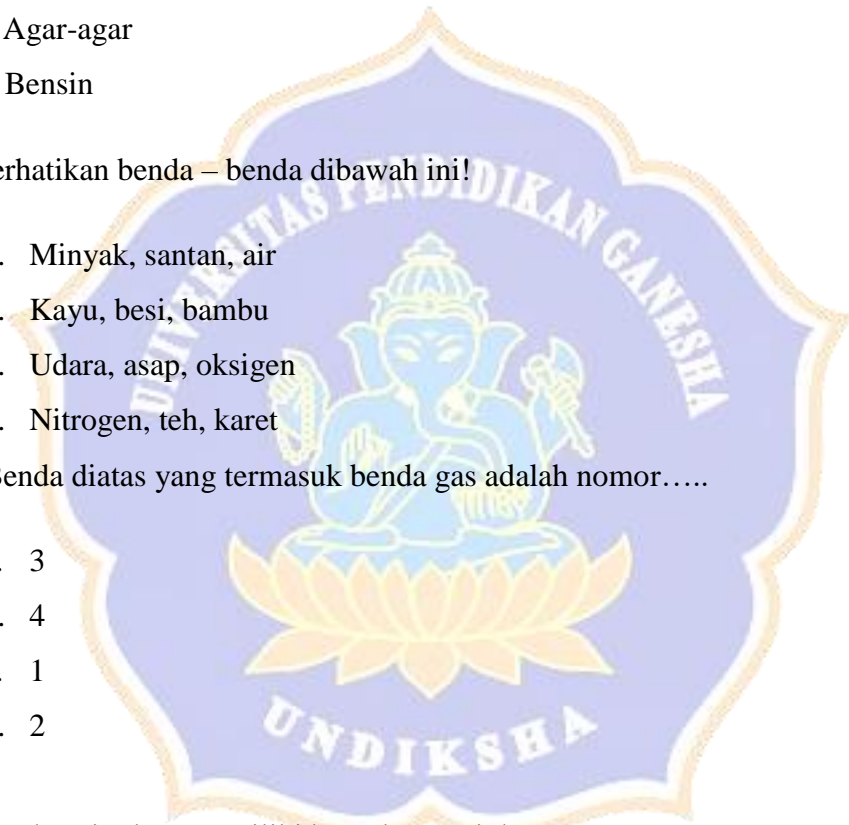 Agar-agar
Bensin
erhatikan benda – benda dibawah ini!
. Minyak, santan, air
. Kayu, besi, bambu
. Udara, asap, oksigen
. Nitrogen, teh, karet
Benda diatas yang termasuk benda gas adalah nomor…..
. 3
. 4
. 1
. 2
UNIVERSITAS PENDIDIKAN GANESHA
UNDIKSHA